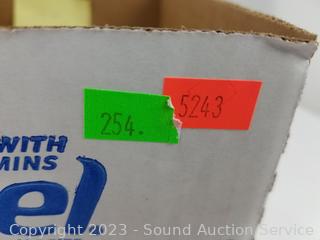 5243
254.
WITH
MINS
el
Copyright 2023 - Sound Auction Service